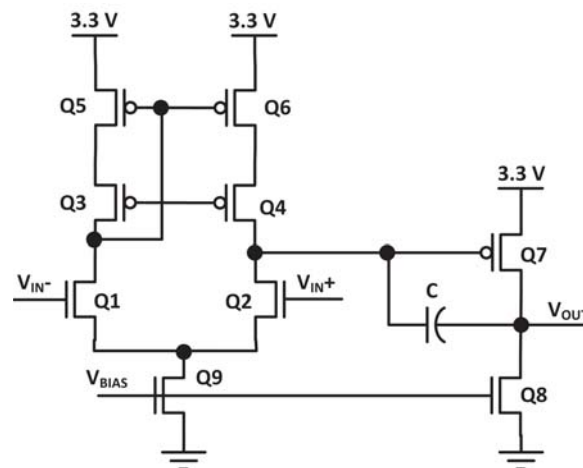 3.3 V 3.3 V
Q5 Q6
Q3 Q4
3.3 V
Q7
V_IN- Q1 Q2 V_IN+
C
V_OUT
V_BIAS Q9 Q8